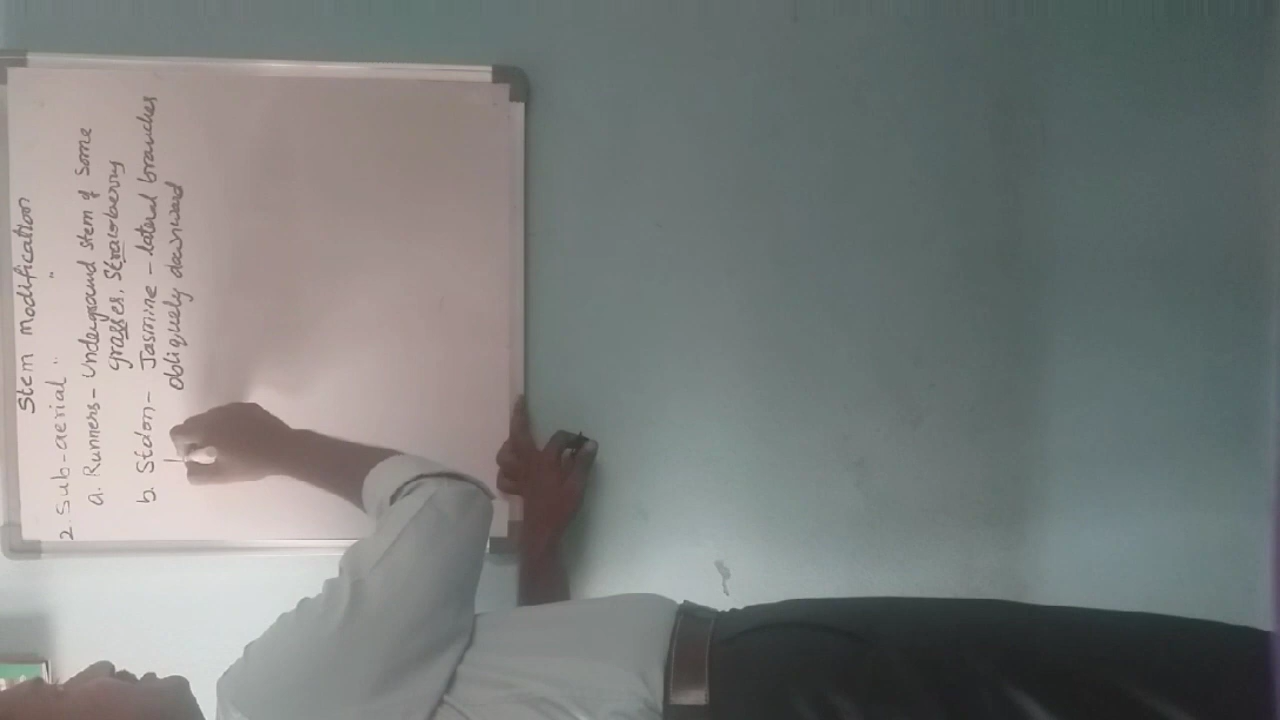 Stem Modification
2. Sub-aerial " "
a. Runners - Underground stem of some
grasses, Strawberry
b. Stolon - Jasmine - lateral branches
obliquely downward